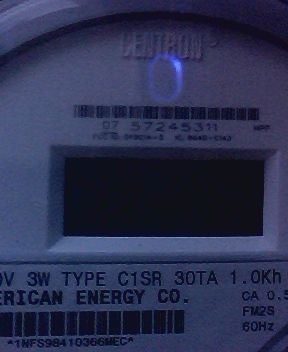 CENTRON
07 57245311
0V 3W TYPE C1SR 30TA 1.0Kh
ERICAN ENERGY CO.
CA 0.5
FM2S
60Hz
*1NFS98410366MEC*